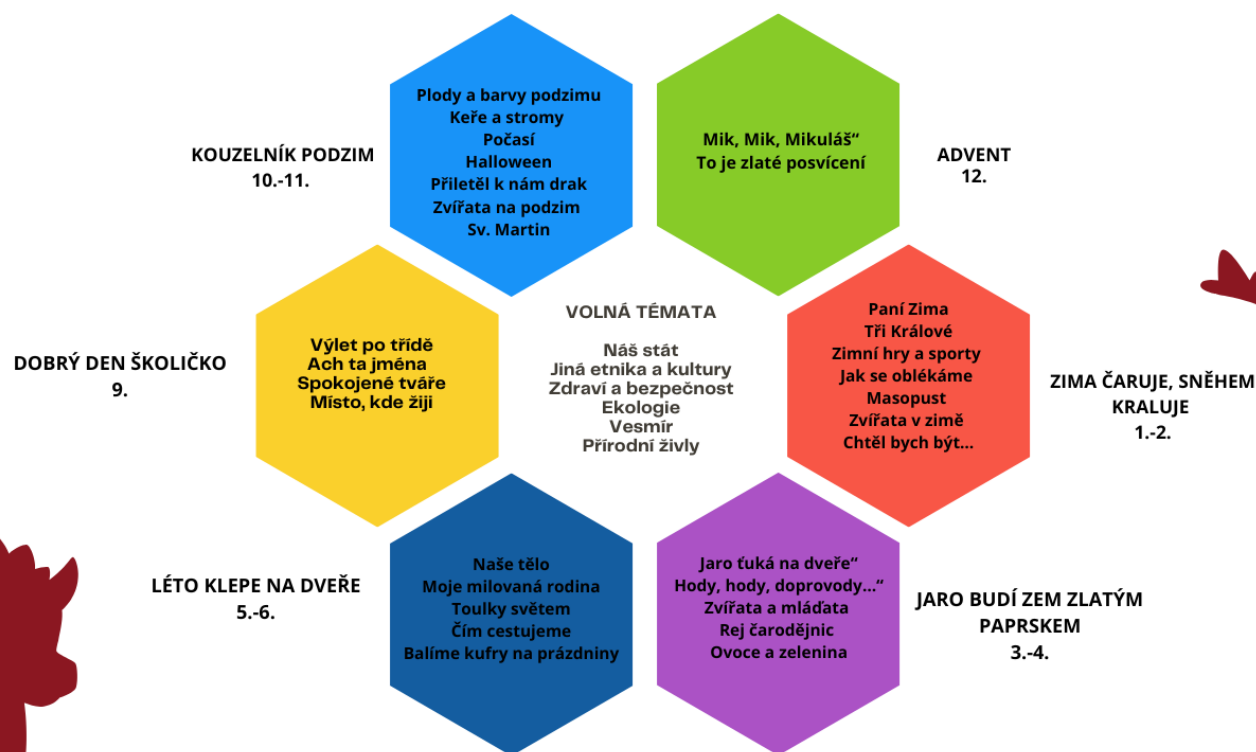 KOUZELNÍK PODZIM
10.-11.
Plody a barvy podzimu
Keře a stromy
Počasí
Halloween
Přiletěl k nám drak
Zvířata na podzim
Sv. Martin
Mik, Mik, Mikuláš“
To je zlaté posvícení
ADVENT
12.
DOBRÝ DEN ŠKOLIČKO
9.
Výlet po třídě
Ach ta jména
Spokojené tváře
Místo, kde žiji
VOLNÁ TÉMATA
Náš stát
Jiná etnika a kultury
Zdraví a bezpečnost
Ekologie
Vesmír
Přírodní živly
Paní Zima
Tři Králové
Zimní hry a sporty
Jak se oblékáme
Masopust
Zvířata v zimě
Chtěl bych být...
ZIMA ČARUJE, SNĚHEM
KRALUJE
1.-2.
LÉTO KLEPE NA DVEŘE
5.-6.
Naše tělo
Moje milovaná rodina
Toulky světem
Čím cestujeme
Balíme kufry na prázdniny
Jaro ťuká na dveře“
Hody, hody, doprovody...“
Zvířata a mláďata
Rej čarodějnic
Ovoce a zelenina
JARO BUDÍ ZEM ZLATÝM
PAPRSKEM
3.-4.